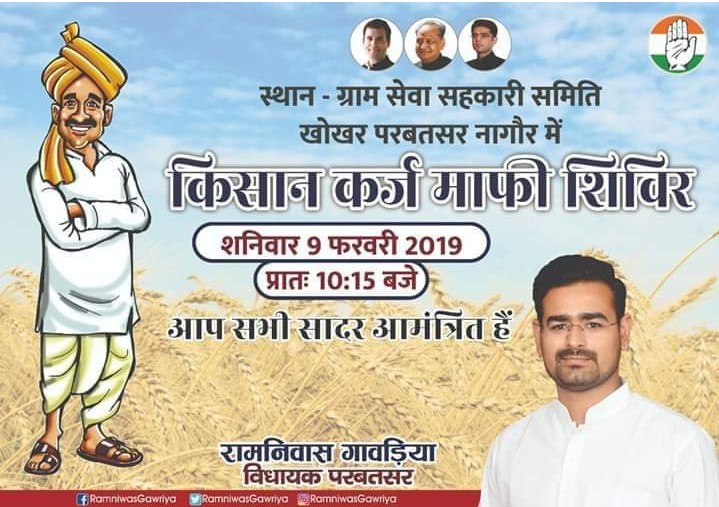 स्थान - ग्राम सेवा सहकारी समिति
खोखर परबतसर नागौर में
किसान कर्ज माफी शिविर
शनिवार 9 फरवरी 2019
प्रातः 10:15 बजे
आप सभी सादर आमंत्रित हैं
रामनिवास गावड़िया
विधायक परबतसर
RamniwasGawriya RamniwasGawriya RamniwasGawriya